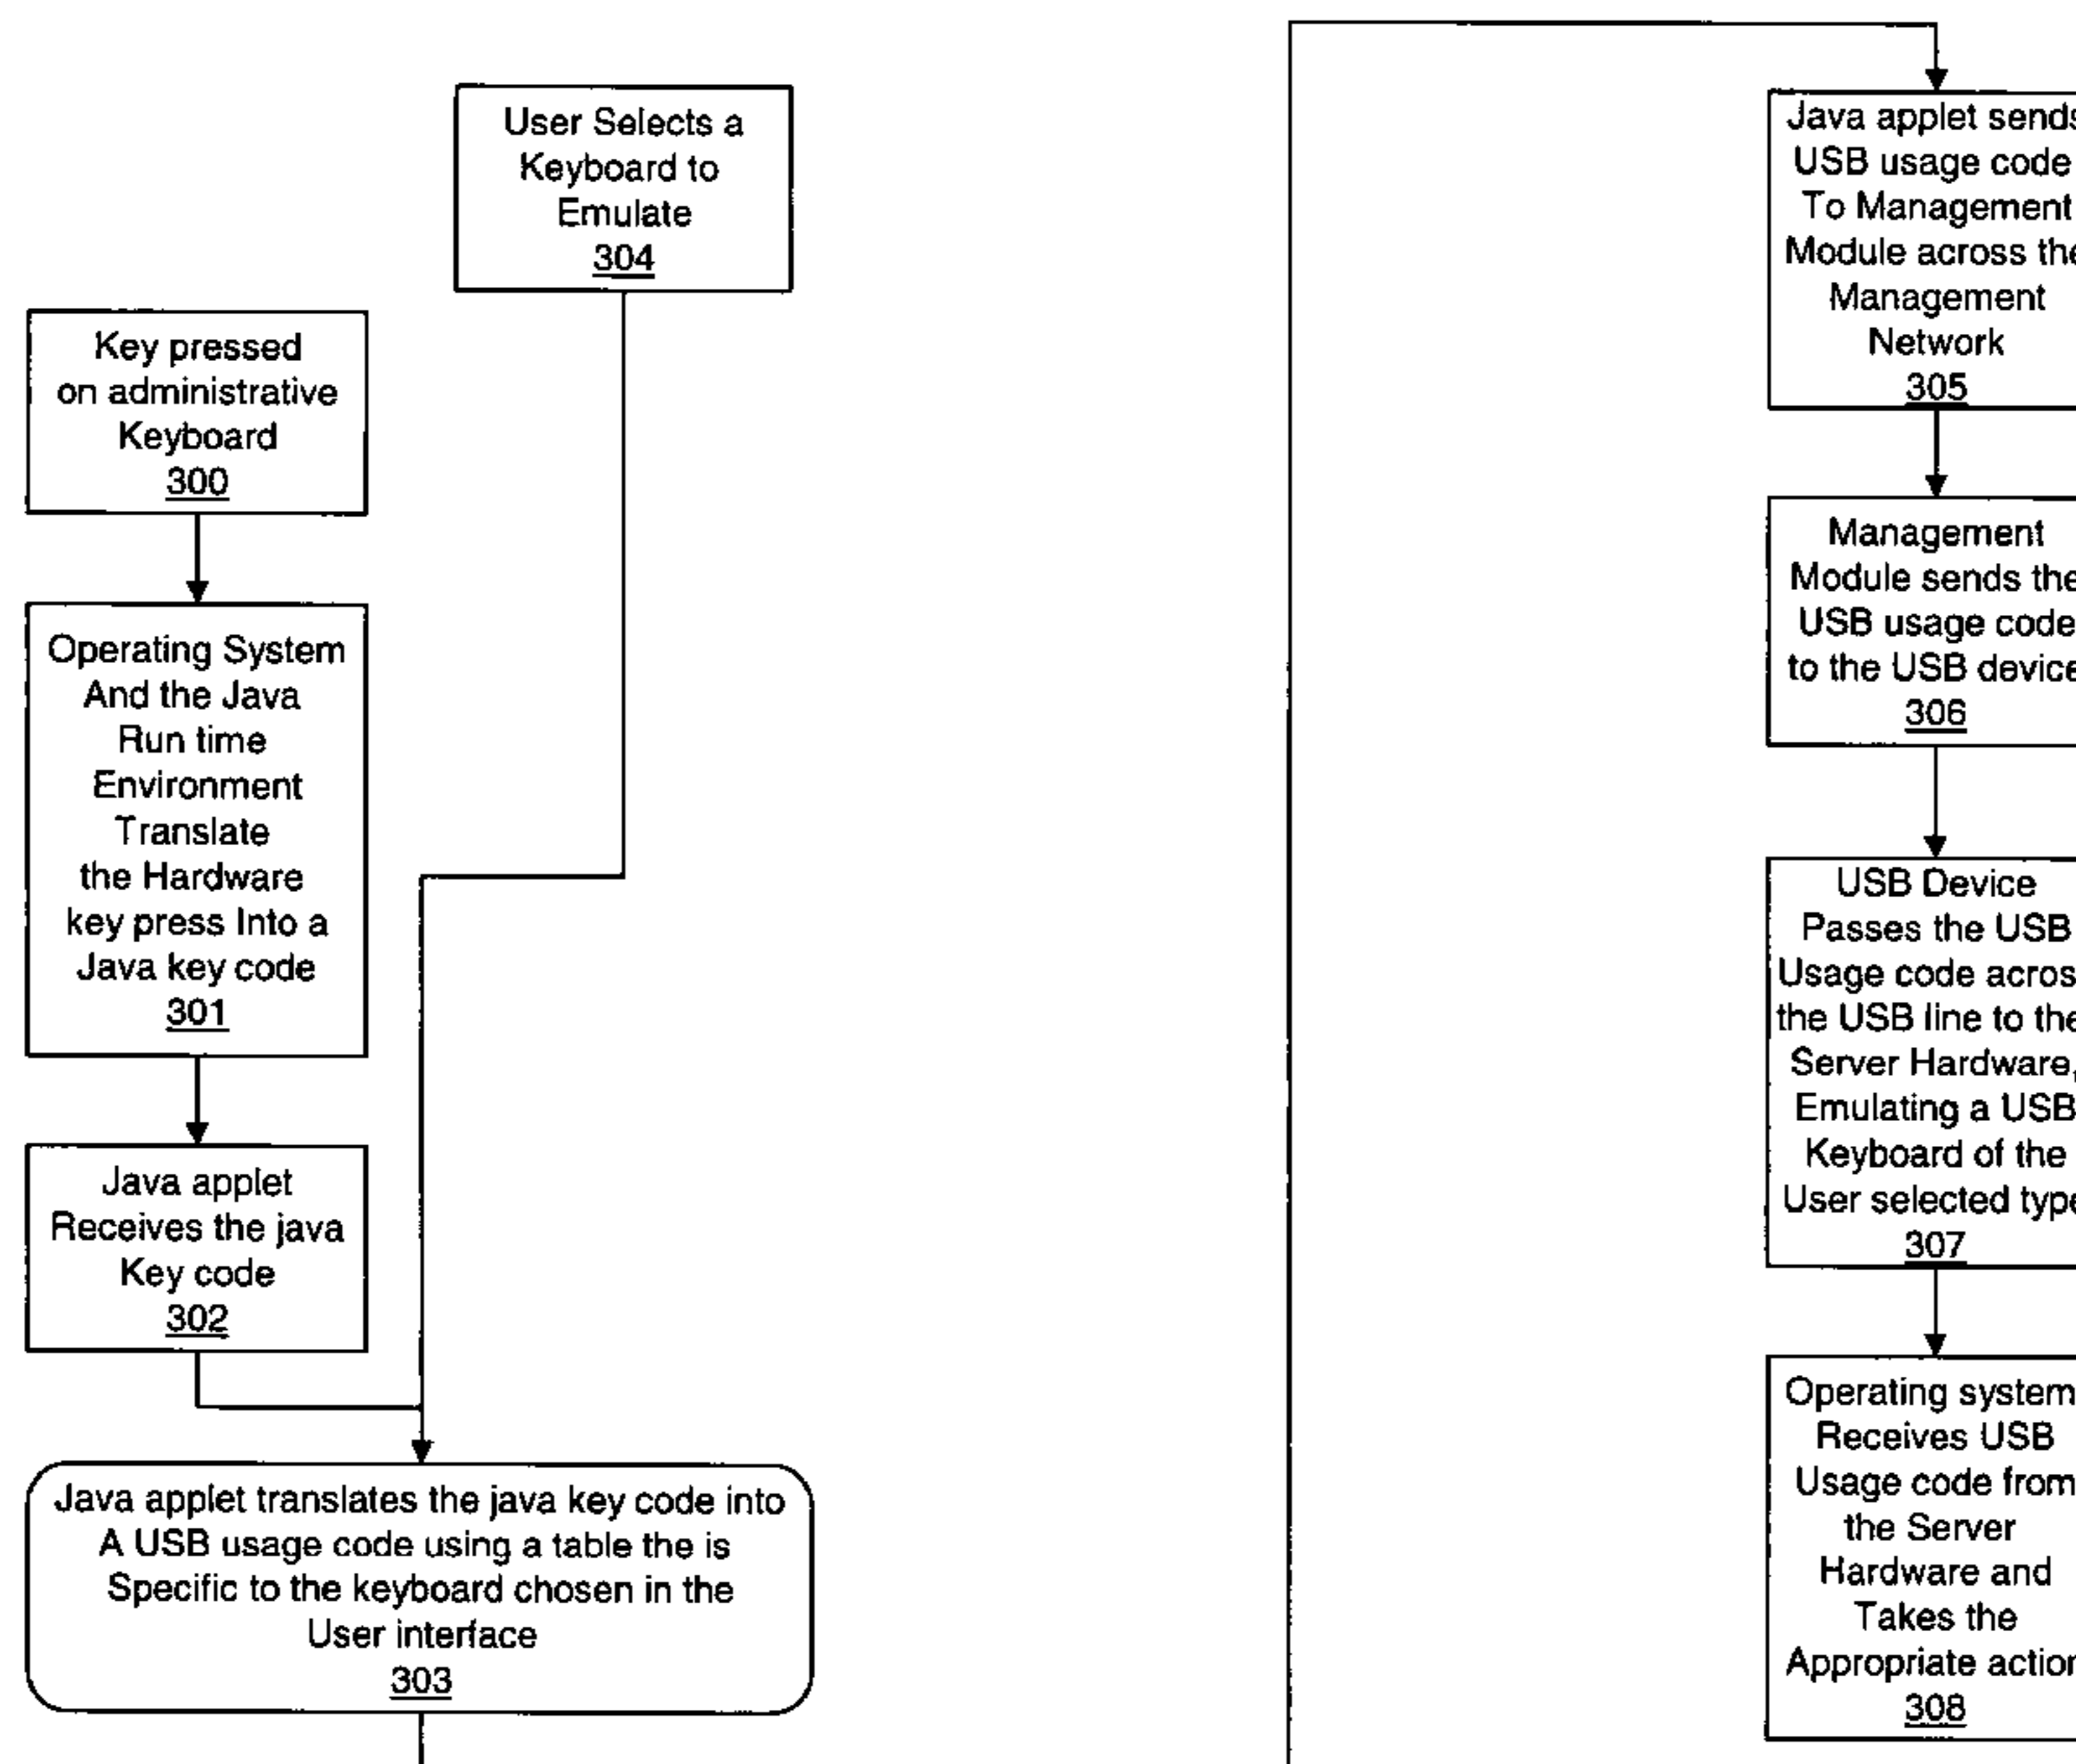 User Selects a
Keyboard to
Emulate
304
Key pressed
on administrative
Keyboard
300
Operating System
And the Java
Run time
Environment
Translate
the Hardware
key press Into a
Java key code
301
Java applet
Receives the java
Key code
302
Java applet translates the java key code into
A USB usage code using a table the is
Specific to the keyboard chosen in the
User interface
303
Java applet sends
USB usage code
To Management
Module across the
Management
Network
305
Management
Module sends the
USB usage code
to the USB device
306
USB Device
Passes the USB
Usage code across
the USB line to the
Server Hardware,
Emulating a USB
Keyboard of the
User selected type
307
Operating system
Receives USB
Usage code from
the Server
Hardware and
Takes the
Appropriate action
308